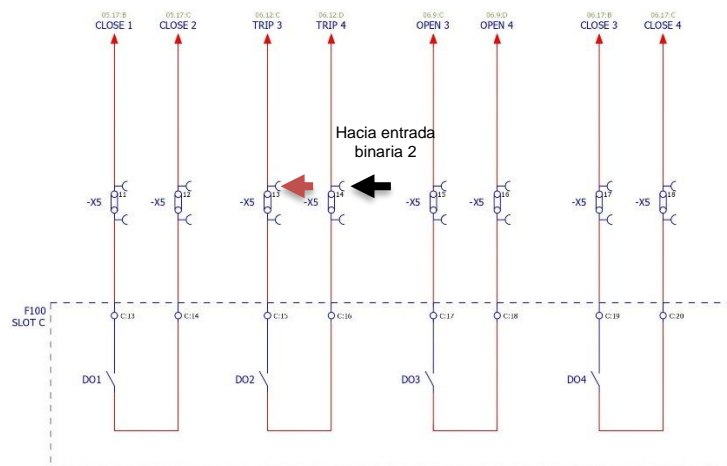 05.17:B 05.17:C 06.12:C 06.12:D 06.9:C 06.9:D 06.17:B 06.17:C
CLOSE 1 CLOSE 2 TRIP 3 TRIP 4 OPEN 3 OPEN 4 CLOSE 3 CLOSE 4
Hacia entrada
binaria 2
11 12 13 14 15 16 17 18
-X5 -X5 -X5 -X5 -X5 -X5 -X5 -X5
F100
SLOT C
C:13 C:14 C:15 C:16 C:17 C:18 C:19 C:20
DO1 DO2 DO3 DO4